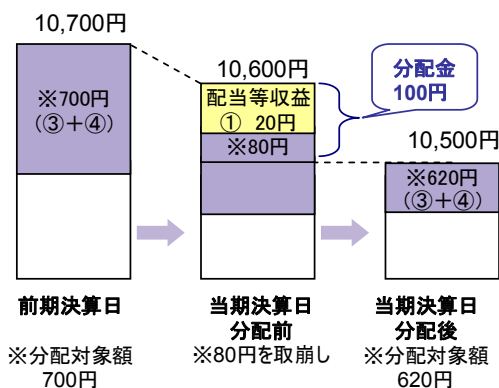 10,700円
※700円
(③＋④)
前期決算日
※分配対象額
700円
10,600円
配当等収益
① 20円
※80円
当期決算日
分配前
※80円を取崩し
分配金
100円
10,500円
※620円
(③＋④)
当期決算日
分配後
※分配対象額
620円